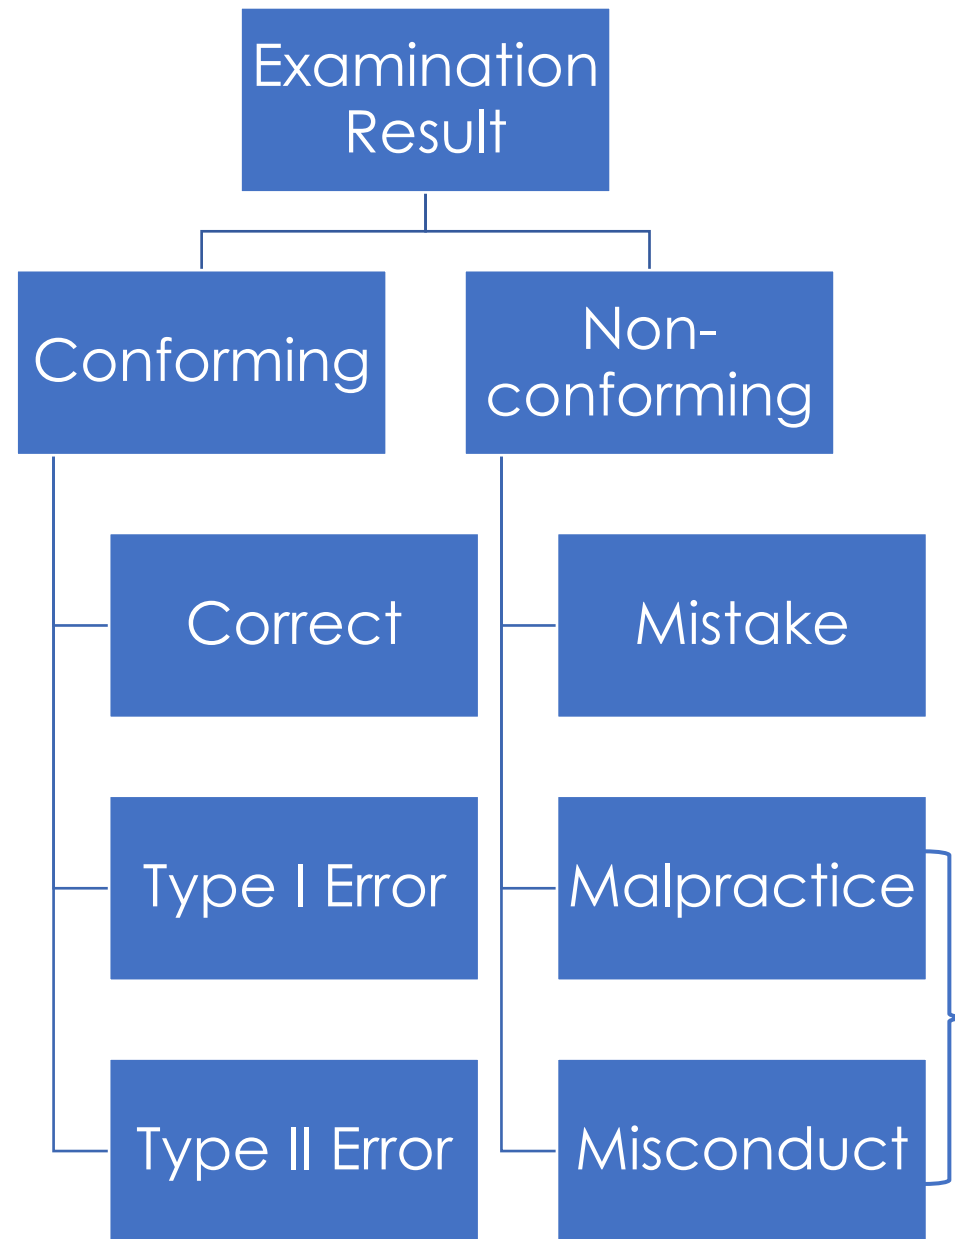 Examination
Result
Conforming
Non-
conforming
Correct
Mistake
Type I Error
Malpractice
Type II Error
Misconduct